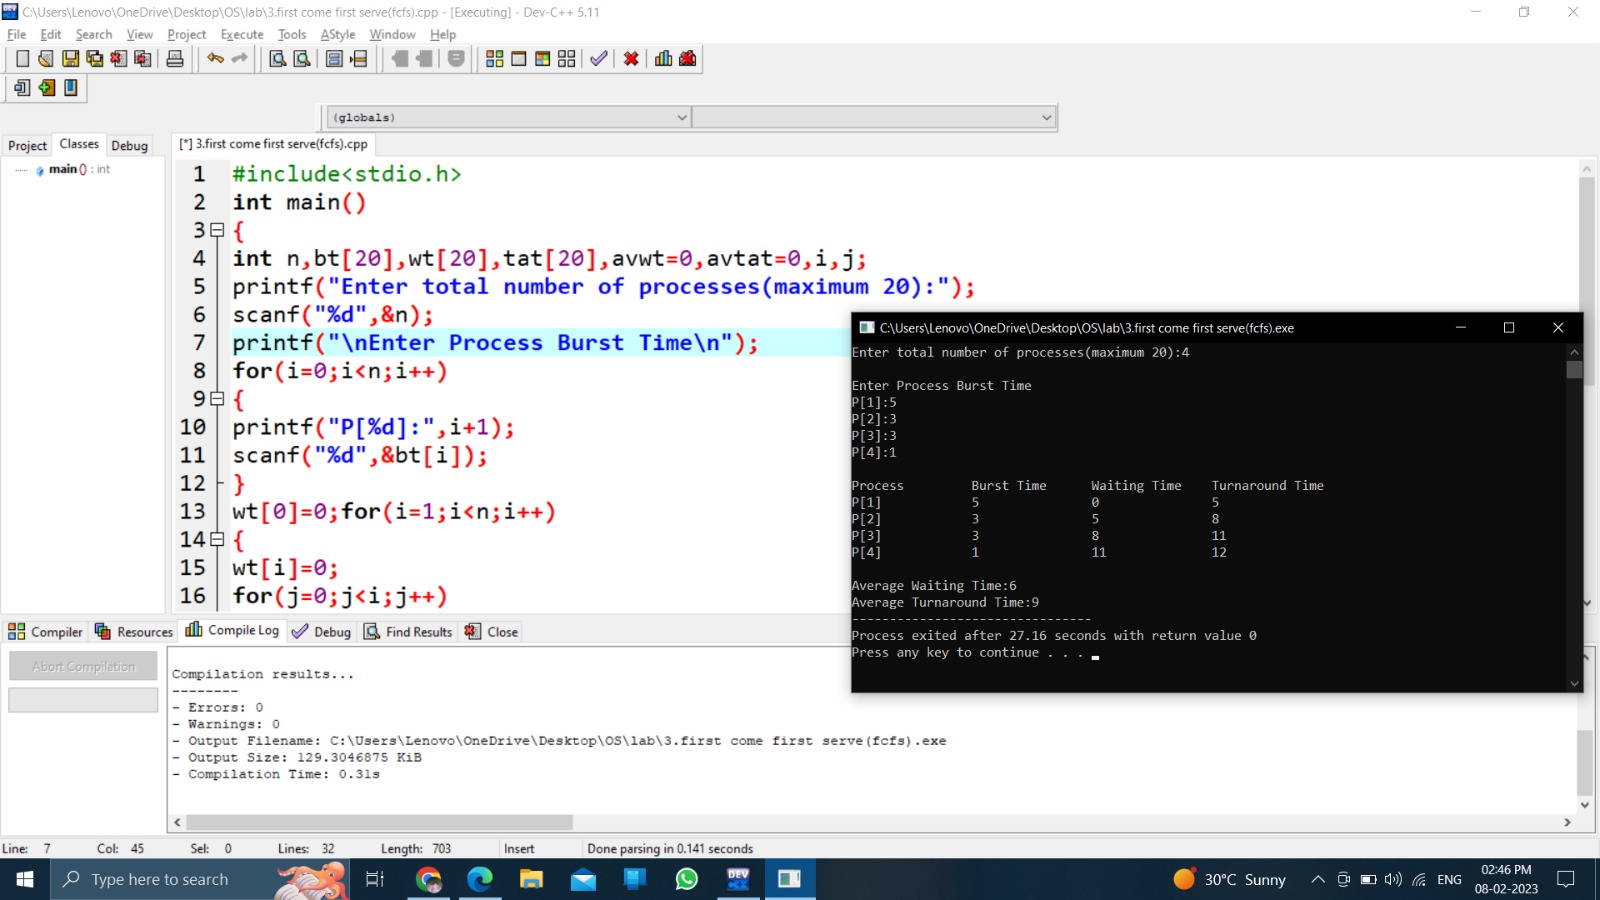 C:\Users\Lenovo\OneDrive\Desktop\OS\lab\3.first come first serve(fcfs).cpp - [Executing] - Dev-C++ 5.11
File Edit Search View Project Execute Tools AStyle Window Help
(globals)
Project Classes Debug
[*] 3.first come first serve(fcfs).cpp
main () : int
1 #include<stdio.h>
2 int main()
3 {
4 int n,bt[20],wt[20],tat[20],avwt=0,avtat=0,i,j;
5 printf("Enter total number of processes(maximum 20):");
6 scanf("%d",&n);
7 printf("\nEnter Process Burst Time\n");
8 for(i=0;i<n;i++)
9 {
10 printf("P[%d]:",i+1);
11 scanf("%d",&bt[i]);
12 }
13 wt[0]=0;for(i=1;i<n;i++)
14 {
15 wt[i]=0;
16 for(j=0;j<i;j++)
C:\Users\Lenovo\OneDrive\Desktop\OS\lab\3.first come first serve(fcfs).exe
Enter total number of processes(maximum 20):4
Enter Process Burst Time
P[1]:5
P[2]:3
P[3]:3
P[4]:1
Process Burst Time Waiting Time Turnaround Time
P[1] 5 0 5
P[2] 3 5 8
P[3] 3 8 11
P[4] 1 11 12
Average Waiting Time:6
Average Turnaround Time:9
--------------------------------
Process exited after 27.16 seconds with return value 0
Press any key to continue . . .
Compiler Resources Compile Log Debug Find Results Close
Abort Compilation
Compilation results...
--------
- Errors: 0
- Warnings: 0
- Output Filename: C:\Users\Lenovo\OneDrive\Desktop\OS\lab\3.first come first serve(fcfs).exe
- Output Size: 129.3046875 KiB
- Compilation Time: 0.31s
Line: 7 Col: 45 Sel: 0 Lines: 32 Length: 703 Insert Done parsing in 0.141 seconds
Type here to search
DEV
30°C Sunny
ENG
02:46 PM
08-02-2023